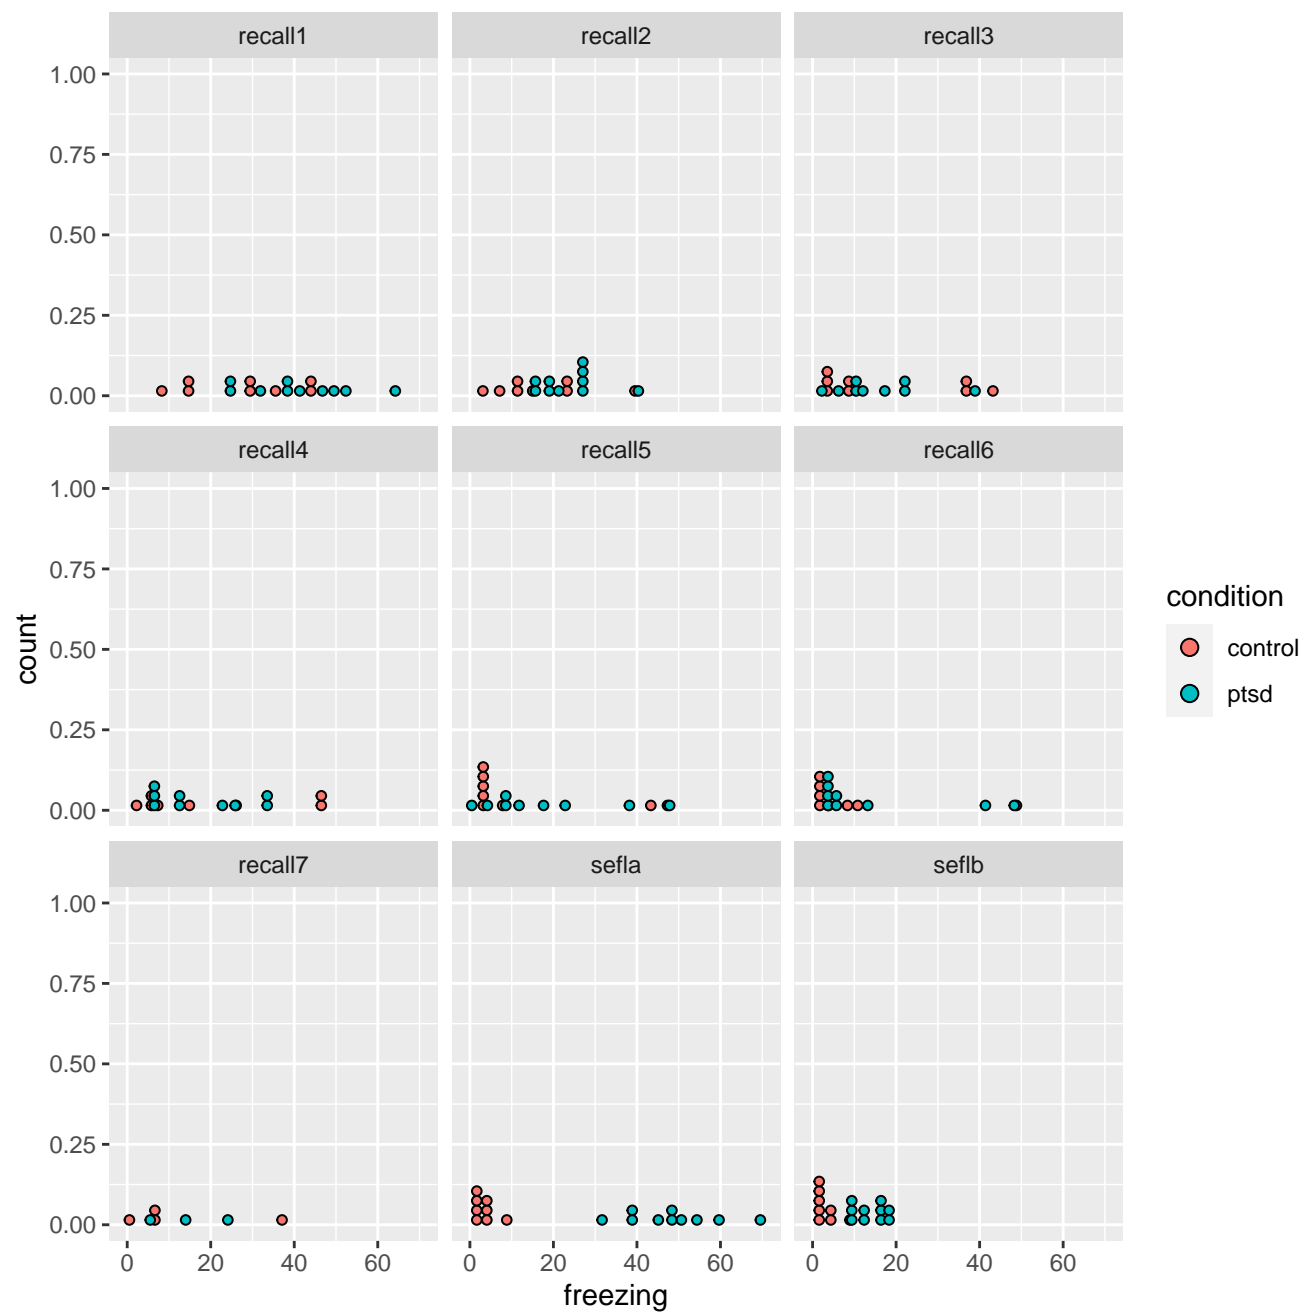 recall1 recall2 recall3
1.00
0.75
0.50
0.25
0.00
recall4 recall5 recall6
1.00
0.75
0.50
0.25
0.00
recall7 sefla seflb
1.00
0.75
0.50
0.25
0.00
0 20 40 60 0 20 40 60 0 20 40 60
freezing
count
condition
control
ptsd